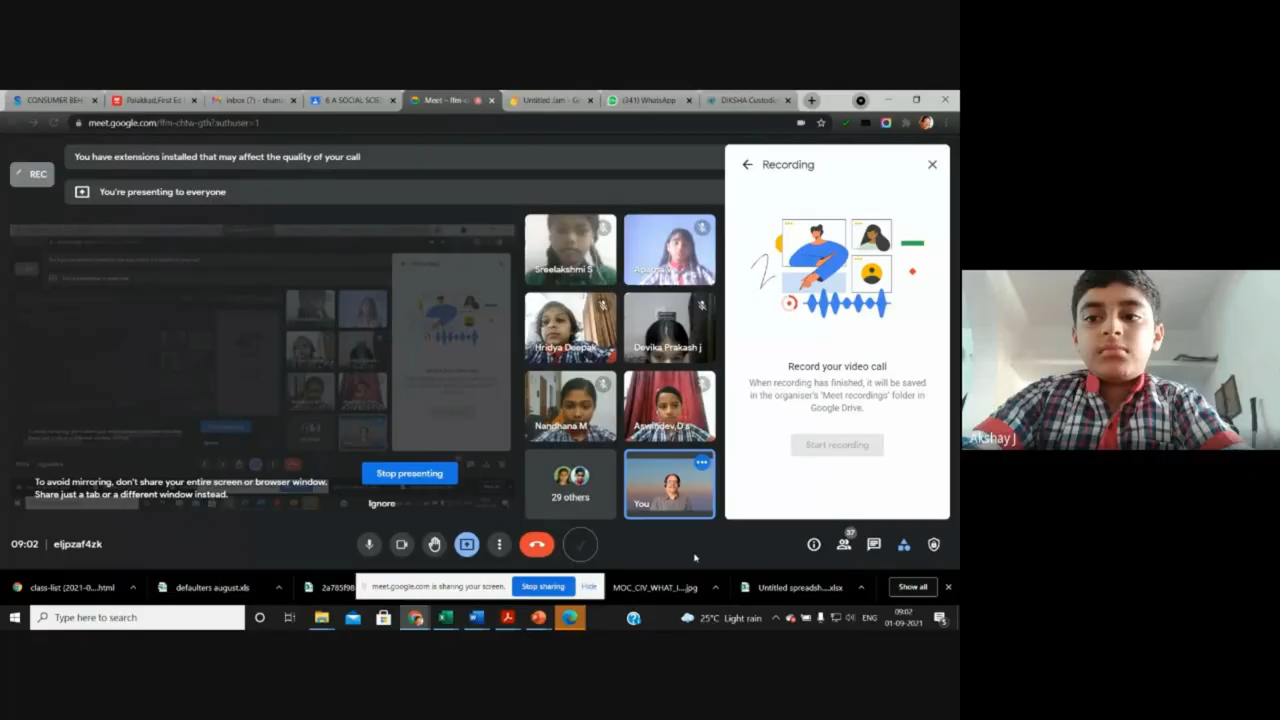 CONSUMER BEH
Palakkad,First Ed
Inbox (7) - shum
6 A SOCIAL SCIE
Meet – lfm-c
Untitled Jam - G
(341) WhatsApp
DIKSHA Custodi
meet.google.com/lfm-chtw-gth?authuser=1
You have extensions installed that may affect the quality of your call
REC
You're presenting to everyone
Recording
Sreelakshmi S
Aparna V
Hridya Deepak
Devika Prakash j
Record your video call
When recording has finished, it will be saved
in the organiser's 'Meet recordings' folder in
Google Drive.
Start recording
Nandhana M
Aswindev D s
Akshay J
To avoid mirroring, don't share your entire screen or browser window.
Share just a tab or a different window instead.
Stop presenting
Ignore
29 others
You
09:02 | eljpzaf4zk
37
class-list (2021-0....html
defaulters august.xls
2a785f98
meet.google.com is sharing your screen.
Stop sharing
Hide
MOC_CIV_WHAT_I....jpg
Untitled spreadsh....xlsx
Show all
Type here to search
25°C Light rain
ENG
09:02
01-09-2021
5